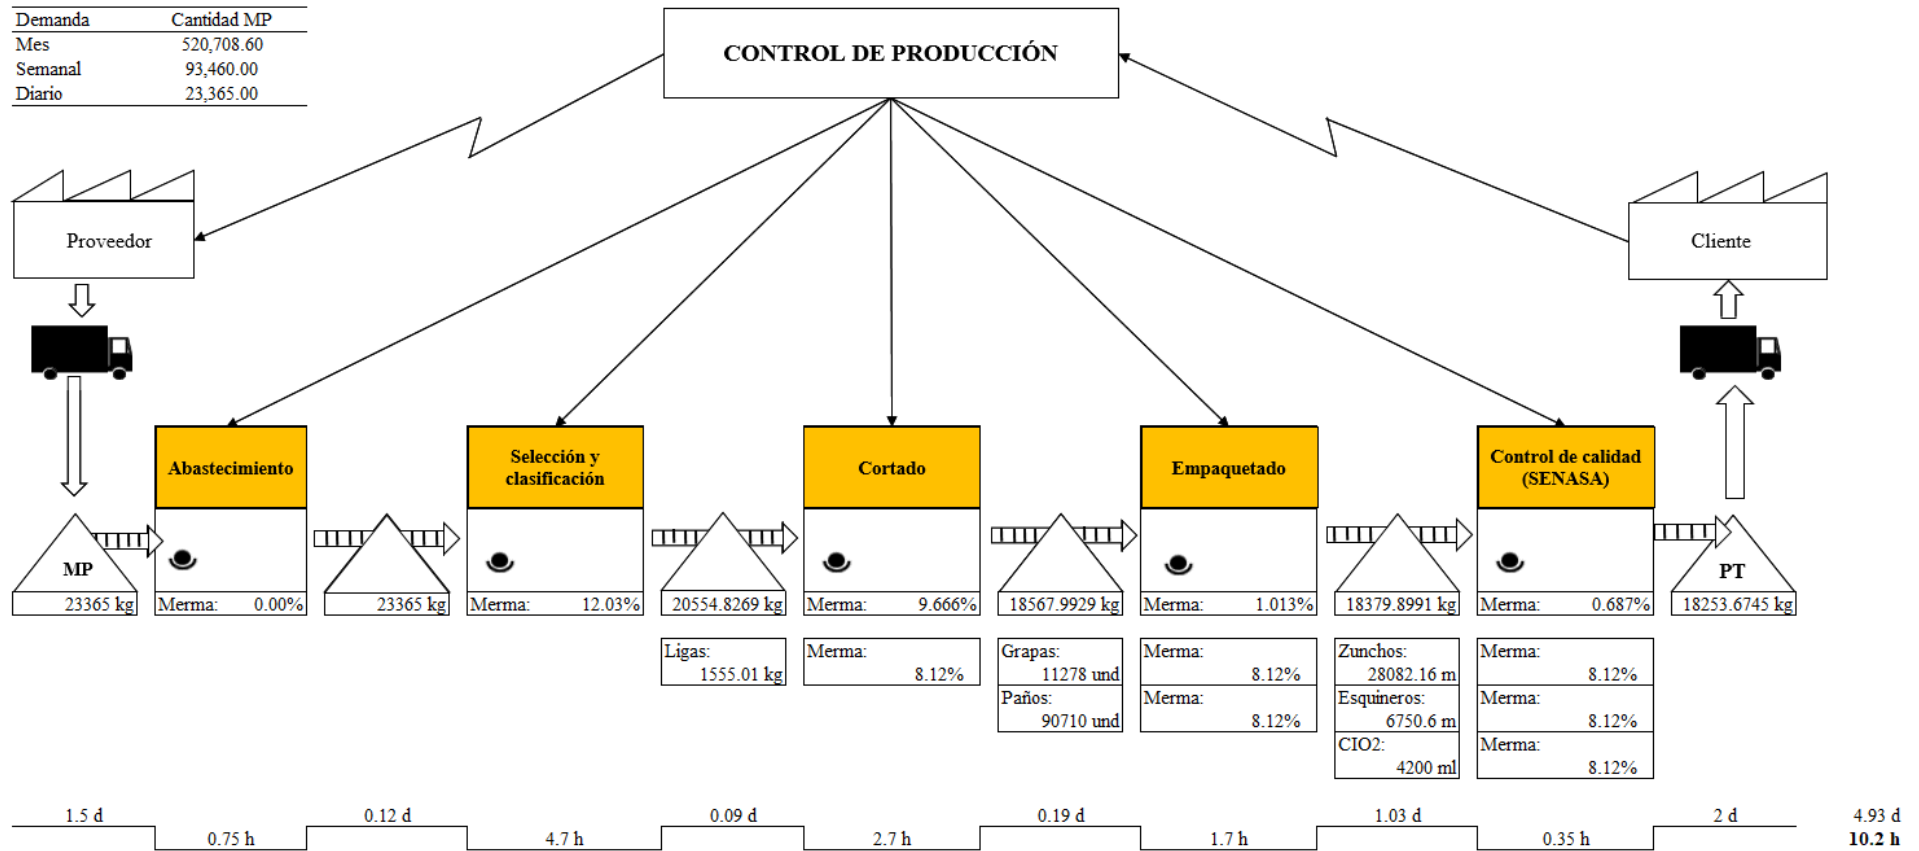 Demanda Cantidad MP
Mes 520,708.60
Semanal 93,460.00
Diario 23,365.00
CONTROL DE PRODUCCIÓN
Proveedor
Cliente
Abastecimiento
Selección y
clasificación
Cortado
Empaquetado
Control de calidad
(SENASA)
MP
PT
23365 kg
Merma: 0.00%
23365 kg
Merma: 12.03%
20554.8269 kg
Merma: 9.666%
18567.9929 kg
Merma: 1.013%
18379.8991 kg
Merma: 0.687%
18253.6745 kg
Ligas:
1555.01 kg
Merma:
8.12%
Grapas:
11278 und
Paños:
90710 und
Merma:
8.12%
Merma:
8.12%
Zunchos:
28082.16 m
Esquineros:
6750.6 m
ClO2:
4200 ml
Merma:
8.12%
Merma:
8.12%
Merma:
8.12%
1.5 d 0.12 d 0.09 d 0.19 d 1.03 d 2 d 4.93 d
0.75 h 4.7 h 2.7 h 1.7 h 0.35 h 10.2 h